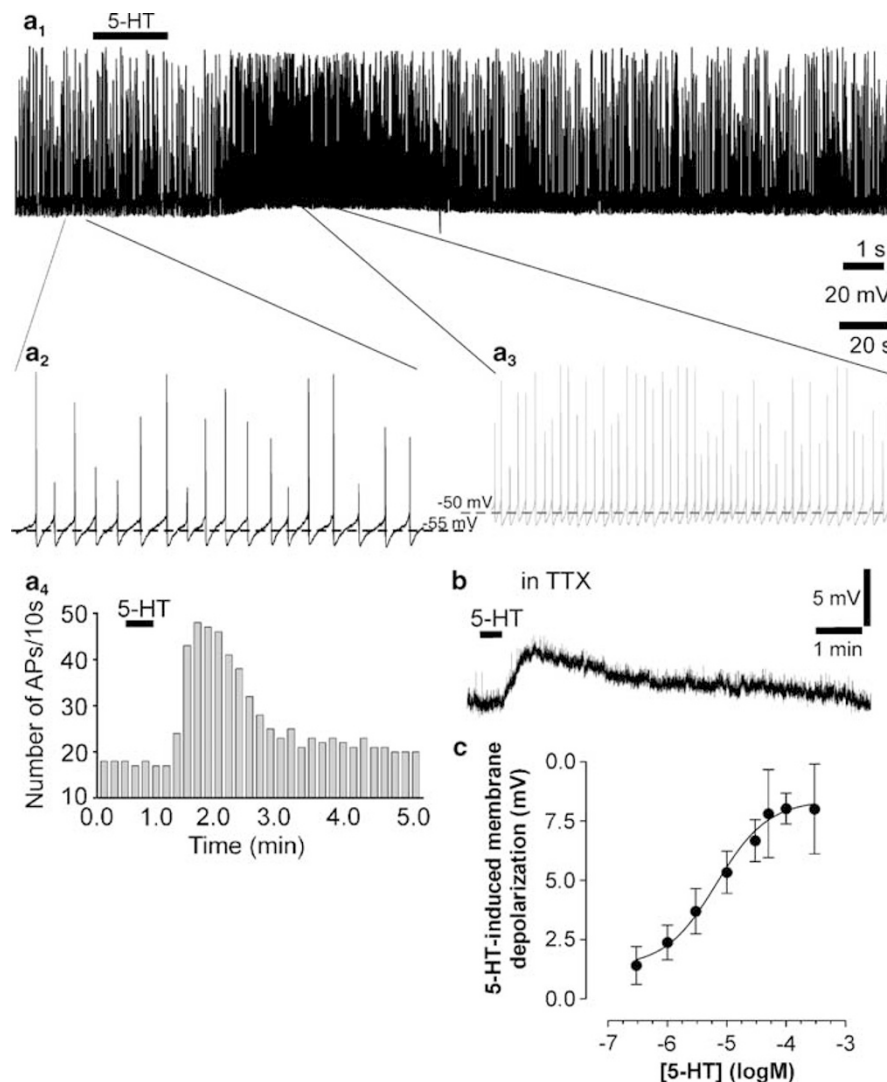 a1
5-HT
1 s
20 mV
20 s
a2
a3
-50 mV
-55 mV
a4
5-HT
50
40
30
20
10
Number of APs/10s
0.0 1.0 2.0 3.0 4.0 5.0
Time (min)
b in TTX
5-HT
5 mV
1 min
c
0.0
7.5
5.0
2.5
0.0
5-HT-induced membrane
depolarization (mV)
-7 -6 -5 -4 -3
[5-HT] (logM)